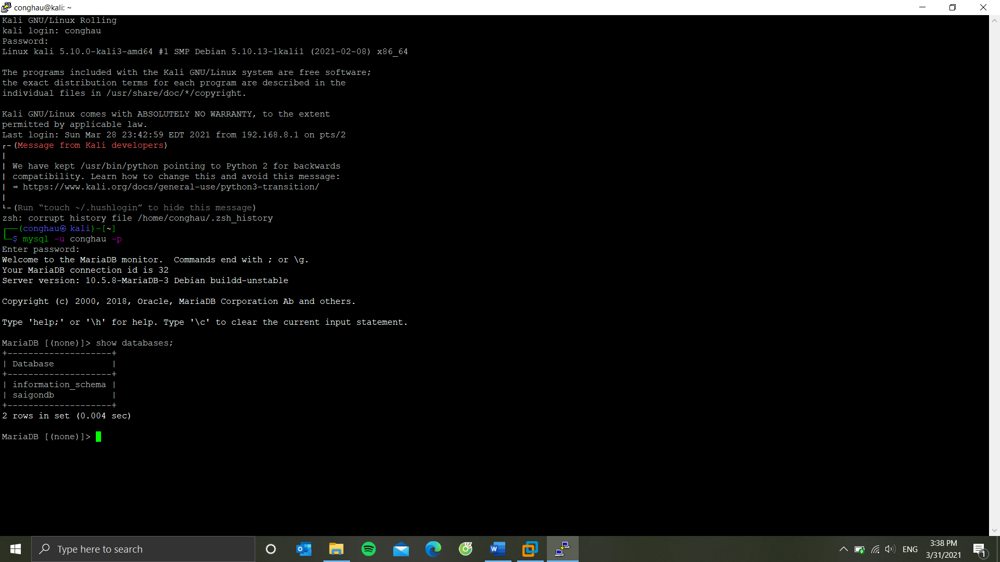 conghau@kali: ~
Kali GNU/Linux Rolling
kali login: conghau
Password:
Linux kali 5.10.0-kali3-amd64 #1 SMP Debian 5.10.13-1kali1 (2021-02-08) x86_64
The programs included with the Kali GNU/Linux system are free software;
the exact distribution terms for each program are described in the
individual files in /usr/share/doc/*/copyright.
Kali GNU/Linux comes with ABSOLUTELY NO WARRANTY, to the extent
permitted by applicable law.
Last login: Sun Mar 28 23:42:59 EDT 2021 from 192.168.8.1 on pts/2
┌─(Message from Kali developers)
│
│ We have kept /usr/bin/python pointing to Python 2 for backwards
│ compatibility. Learn how to change this and avoid this message:
│ ⇒ https://www.kali.org/docs/general-use/python3-transition/
│
└─(Run “touch ~/.hushlogin” to hide this message)
zsh: corrupt history file /home/conghau/.zsh_history
┌──(conghau㉿ kali)-[~]
└─$ mysql -u conghau -p
Enter password:
Welcome to the MariaDB monitor.  Commands end with ; or \g.
Your MariaDB connection id is 32
Server version: 10.5.8-MariaDB-3 Debian buildd-unstable
Copyright (c) 2000, 2018, Oracle, MariaDB Corporation Ab and others.
Type 'help;' or '\h' for help. Type '\c' to clear the current input statement.
MariaDB [(none)]> show databases;
+--------------------+
| Database           |
+--------------------+
| information_schema |
| saigondb           |
+--------------------+
2 rows in set (0.004 sec)
MariaDB [(none)]>
Type here to search
ENG
3:38 PM
3/31/2021
1